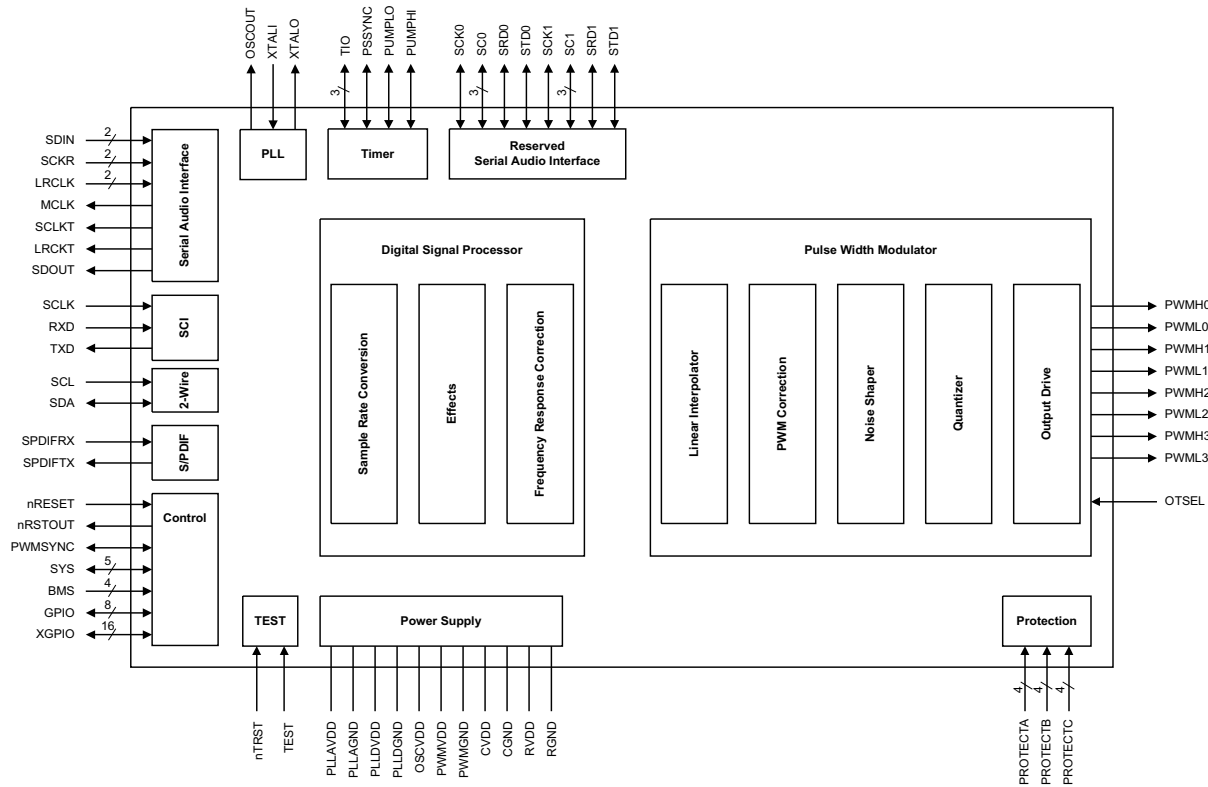 OSCOUT
XTALI
XTALO
TIO
PSSYNC
PUMPLO
PUMPHI
SCK0
SC0
SRD0
STD0
SCK1
SC1
SRD1
STD1
3
3
3
PLL
Timer
Reserved
Serial Audio Interface
SDIN
2
SCKR
2
LRCLK
2
MCLK
SCLKT
LRCKT
SDOUT
Serial Audio Interface
SCLK
RXD
TXD
SCI
SCL
SDA
2-Wire
SPDIFRX
SPDIFTX
S/PDIF
nRESET
nRSTOUT
PWMSYNC
SYS
5
BMS
4
GPIO
8
XGPIO
16
Control
Digital Signal Processor
Sample Rate Conversion
Effects
Frequency Response Correction
Pulse Width Modulator
Linear Interpolator
PWM Correction
Noise Shaper
Quantizer
Output Drive
PWMH0
PWML0
PWMH1
PWML1
PWMH2
PWML2
PWMH3
PWML3
OTSEL
TEST
Power Supply
Protection
nTRST
TEST
PLLAVDD
PLLAGND
PLLDVDD
PLLDGND
OSCVDD
PWMVDD
PWMGND
CVDD
CGND
RVDD
RGND
4
4
4
PROTECTA
PROTECTB
PROTECTC